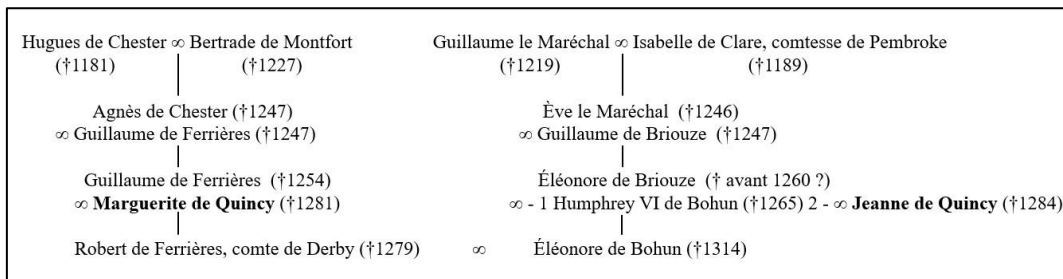 Hugues de Chester ∞ Bertrade de Montfort Guillaume le Maréchal ∞ Isabelle de Clare, comtesse de Pembroke
(†1181) (†1227) (†1219) (†1189)
Agnès de Chester (†1247) Ève le Maréchal (†1246)
∞ Guillaume de Ferrières (†1247) ∞ Guillaume de Briouze (†1247)
Guillaume de Ferrières (†1254) Éléonore de Briouze († avant 1260 ?)
∞ Marguerite de Quincy (†1281) ∞ - 1 Humphrey VI de Bohun (†1265) 2 - ∞ Jeanne de Quincy (†1284)
Robert de Ferrières, comte de Derby (†1279) ∞ Éléonore de Bohun (†1314)